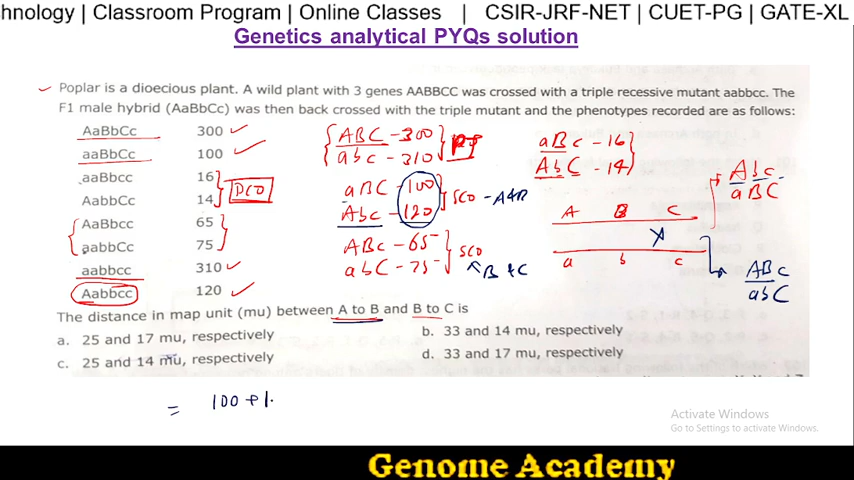 hnology | Classroom Program | Online Classes | CSIR-JRF-NET | CUET-PG | GATE-XL
Genetics analytical PYQs solution
Poplar is a dioecious plant. A wild plant with 3 genes AABBCC was crossed with a triple recessive mutant aabbcc. The
F1 male hybrid (AaBbCc) was then back crossed with the triple mutant and the phenotypes recorded are as follows:
AaBbCc 300
aaBbCc 100
aaBbcc 16
AabbCc 14
AaBbcc 65
aabbCc 75
aabbcc 310
Aabbcc 120
DCO
ABC - 300
abc - 310
aBC - 100
Abc - 120
SCO - A&B
ABc - 65
abC - 75
SCO
B & C
aBc - 16
AbC - 14
A B C
a b c
Abc
aBC
ABc
abC
The distance in map unit (mu) between A to B and B to C is
a. 25 and 17 mu, respectively
b. 33 and 14 mu, respectively
c. 25 and 14 mu, respectively
d. 33 and 17 mu, respectively
= 100 + 1
Activate Windows
Go to Settings to activate Windows.
Genome Academy